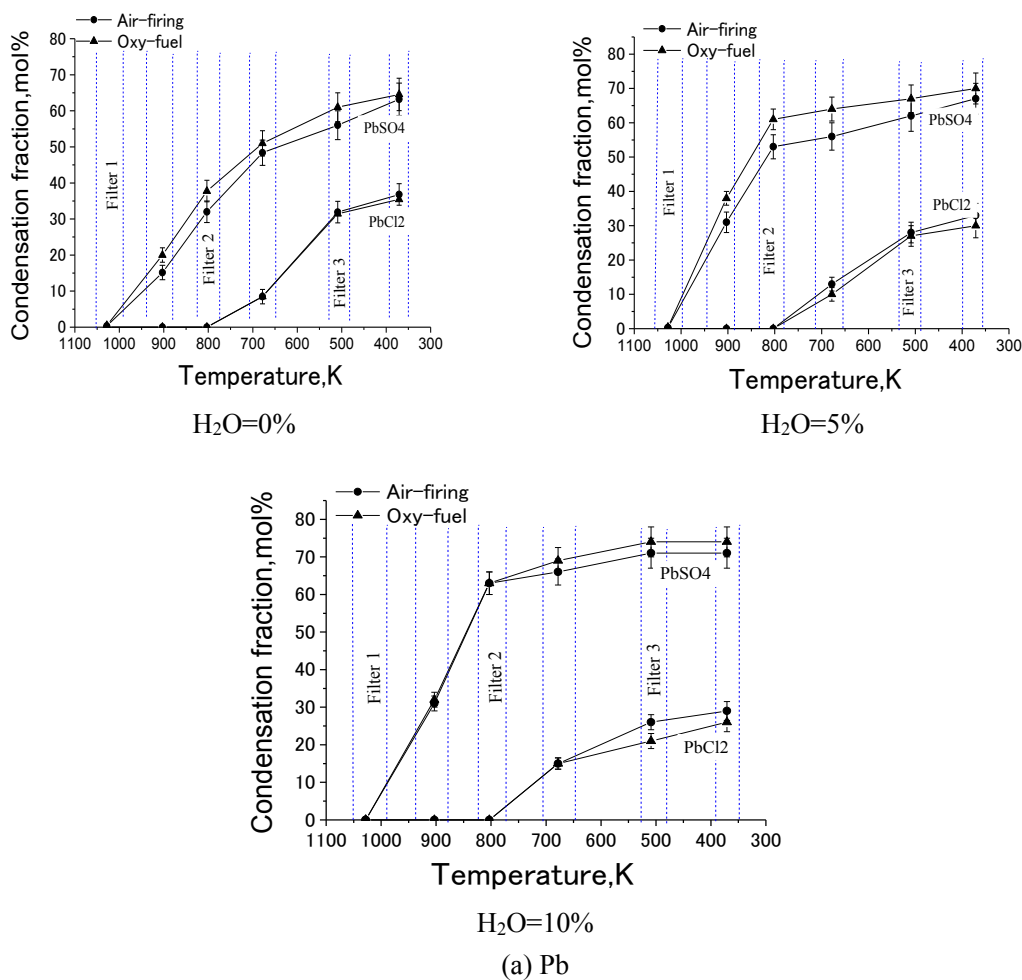 Air-firing
Oxy-fuel
Condensation fraction,mol%
80
70
60
50
40
30
20
10
0
Filter 1
Filter 2
Filter 3
PbSO4
PbCl2
1100 1000 900 800 700 600 500 400 300
Temperature,K
H₂O=0%
Air-firing
Oxy-fuel
Condensation fraction,mol%
80
70
60
50
40
30
20
10
0
Filter 1
Filter 2
Filter 3
PbSO4
PbCl2
1100 1000 900 800 700 600 500 400 300
Temperature,K
H₂O=5%
Air-firing
Oxy-fuel
Condensation fraction,mol%
80
70
60
50
40
30
20
10
0
Filter 1
Filter 2
Filter 3
PbSO4
PbCl2
1100 1000 900 800 700 600 500 400 300
Temperature,K
H₂O=10%
(a) Pb